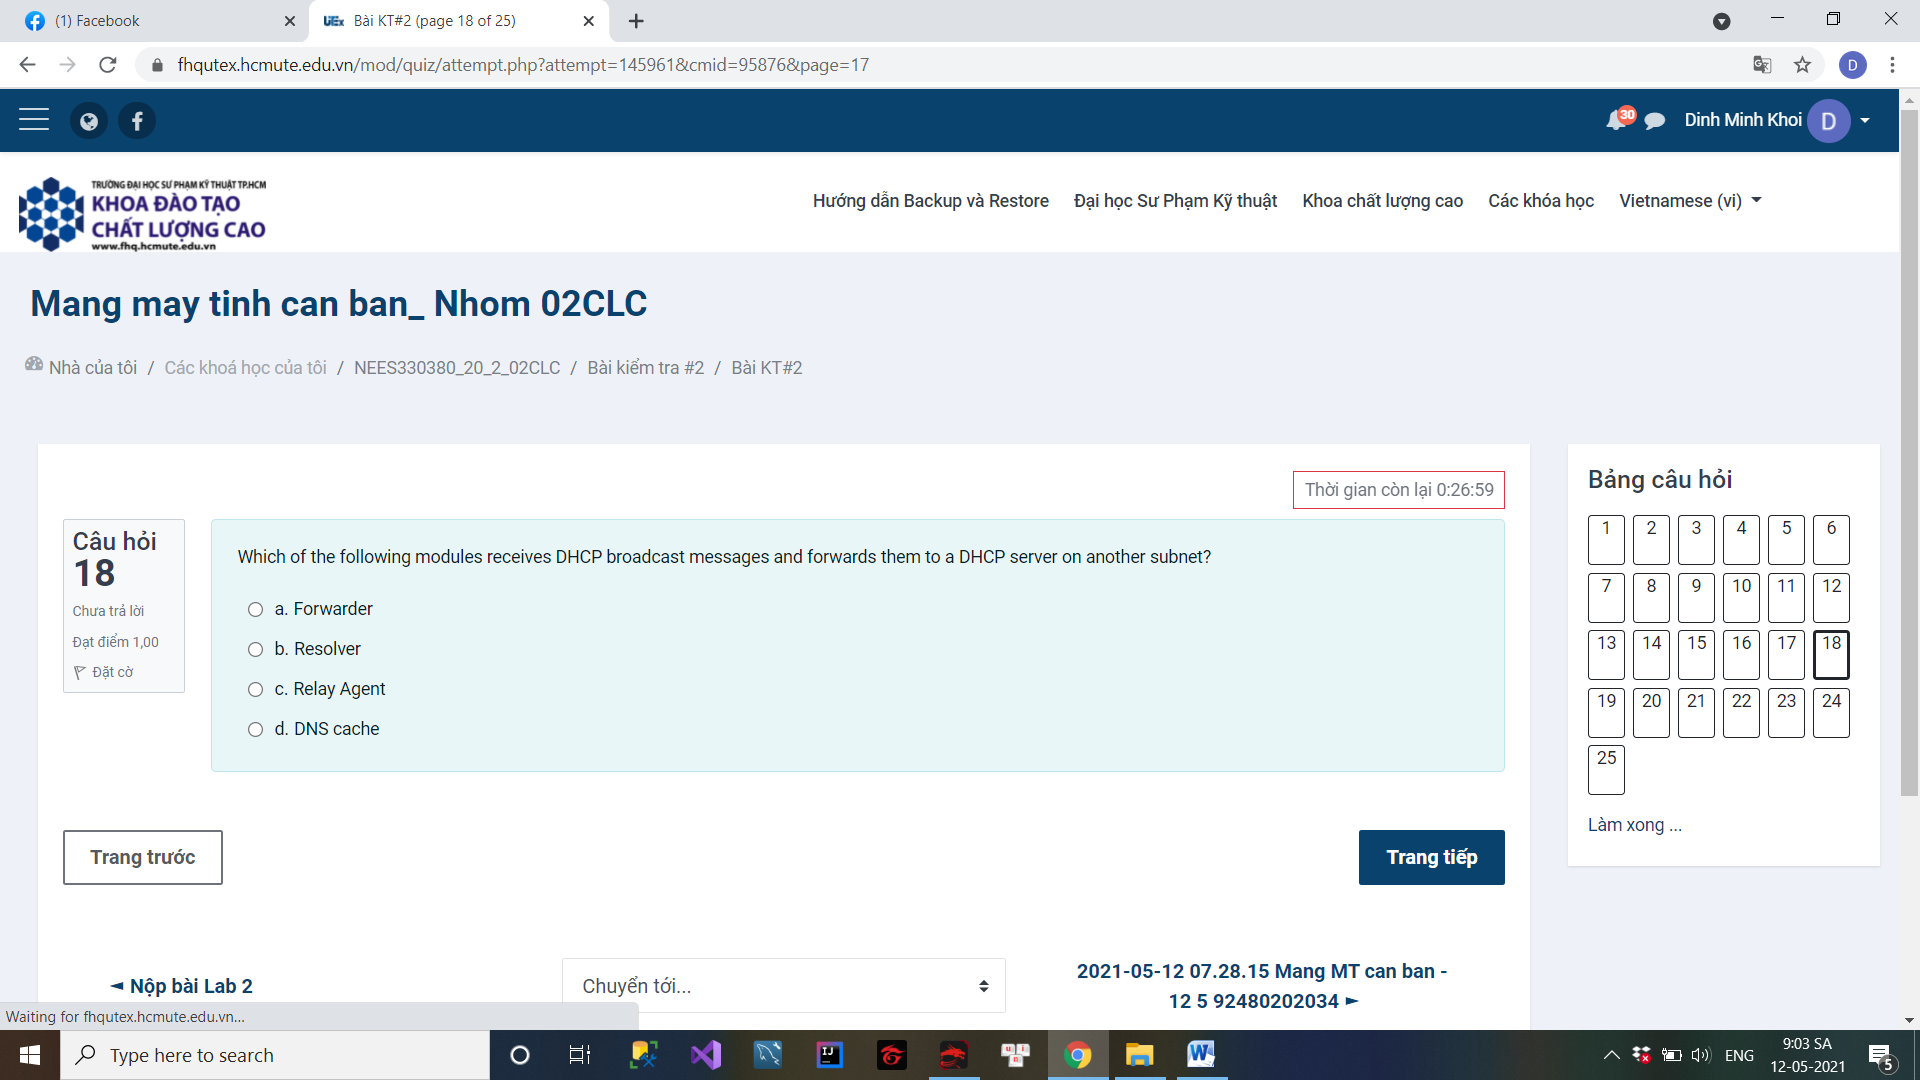 (1) Facebook
UEx Bài KT#2 (page 18 of 25)
fhqutex.hcmute.edu.vn/mod/quiz/attempt.php?attempt=145961&cmid=95876&page=17
D
30
Dinh Minh Khoi
D
TRƯỜNG ĐẠI HỌC SƯ PHẠM KỸ THUẬT TP.HCM
KHOA ĐÀO TẠO
CHẤT LƯỢNG CAO
www.fhq.hcmute.edu.vn
Hướng dẫn Backup và Restore Đại học Sư Phạm Kỹ thuật Khoa chất lượng cao Các khóa học Vietnamese (vi)
Mang may tinh can ban_ Nhom 02CLC
Nhà của tôi / Các khoá học của tôi / NEES330380_20_2_02CLC / Bài kiểm tra #2 / Bài KT#2
Thời gian còn lại 0:26:59
Câu hỏi
18
Chưa trả lời
Đạt điểm 1,00
Đặt cờ
Which of the following modules receives DHCP broadcast messages and forwards them to a DHCP server on another subnet?
a. Forwarder
b. Resolver
c. Relay Agent
d. DNS cache
Trang trước
Trang tiếp
Bảng câu hỏi
1 2 3 4 5 6
7 8 9 10 11 12
13 14 15 16 17 18
19 20 21 22 23 24
25
Làm xong ...
◄ Nộp bài Lab 2
Chuyển tới...
2021-05-12 07.28.15 Mang MT can ban -
12 5 92480202034 ►
Waiting for fhqutex.hcmute.edu.vn...
Type here to search
IJ
ENG
9:03 SA
12-05-2021
5